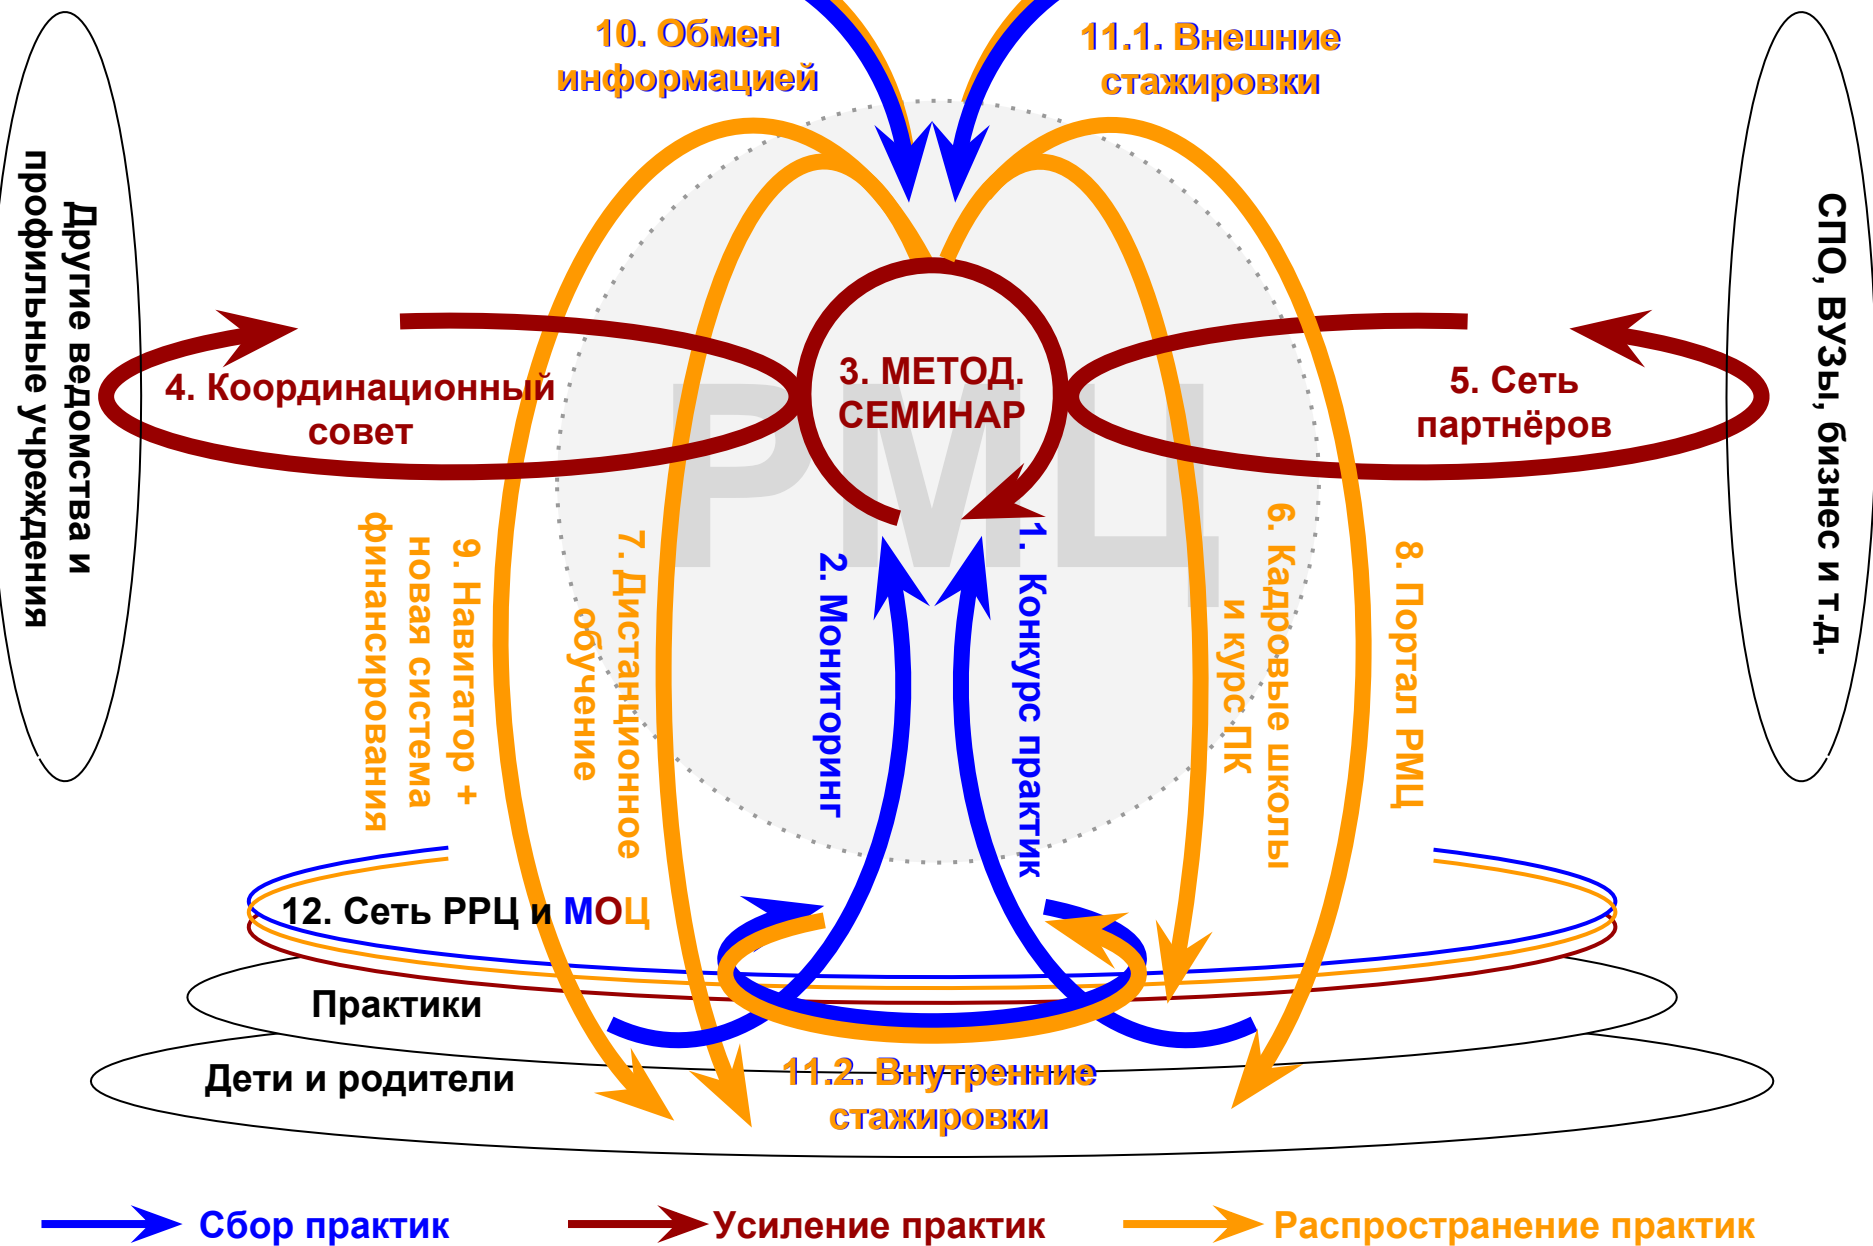 10. Обмен
информацией
11.1. Внешние
стажировки
Другие ведомства и
профильные учреждения
СПО, ВУЗы, бизнес и т.д.
РМЦ
3. МЕТОД.
СЕМИНАР
4. Координационный
совет
5. Сеть
партнёров
9. Навигатор +
новая система
финансирования
7. Дистанционное
обучение
2. Мониторинг
1. Конкурс практик
6. Кадровые школы
и курс ПК
8. Портал РМЦ
12. Сеть РРЦ и МОЦ
Практики
Дети и родители
11.2. Внутренние
стажировки
Сбор практик
Усиление практик
Распространение практик